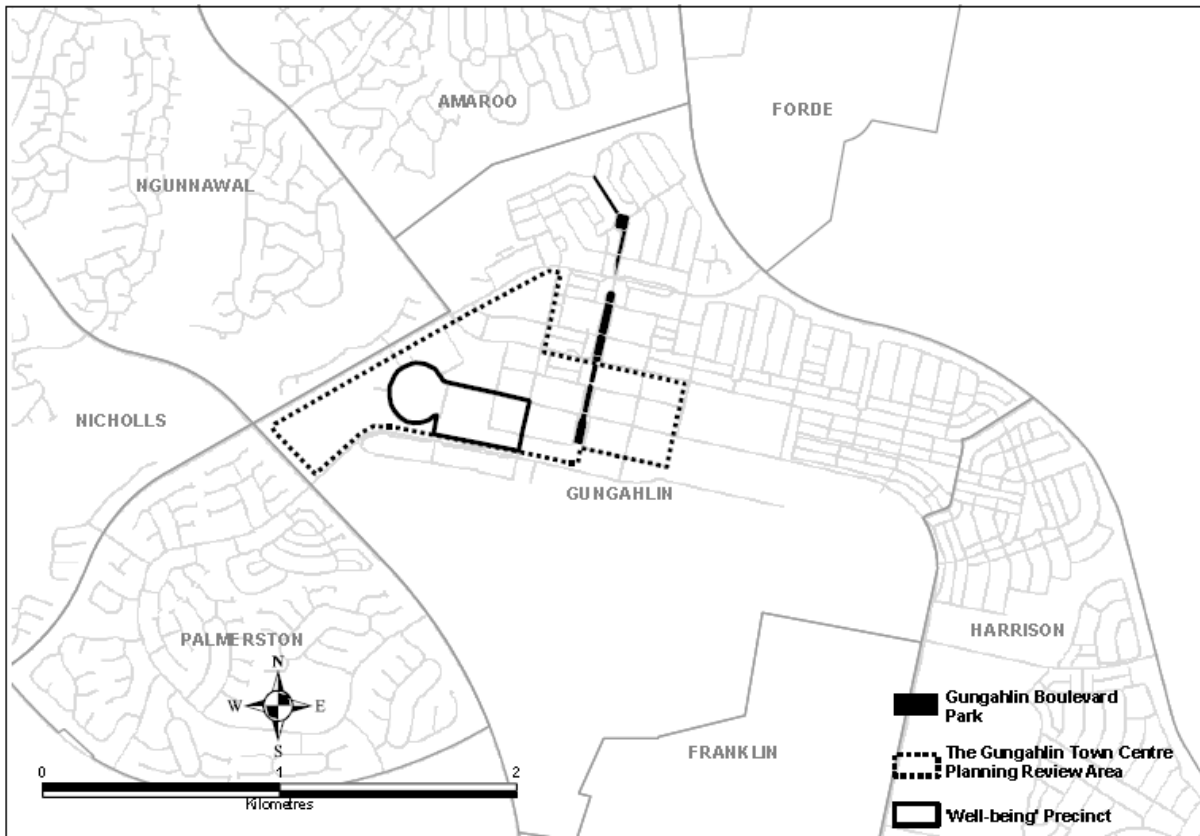 AMAROO
FORDE
NGUNNAWAL
NICHOLLS
GUNGAHLIN
PALMERSTON
HARRISON
FRANKLIN
N
W E
S
0 1 2
Kilometres
Gungahlin Boulevard
Park
The Gungahlin Town Centre
Planning Review Area
'Well-being' Precinct